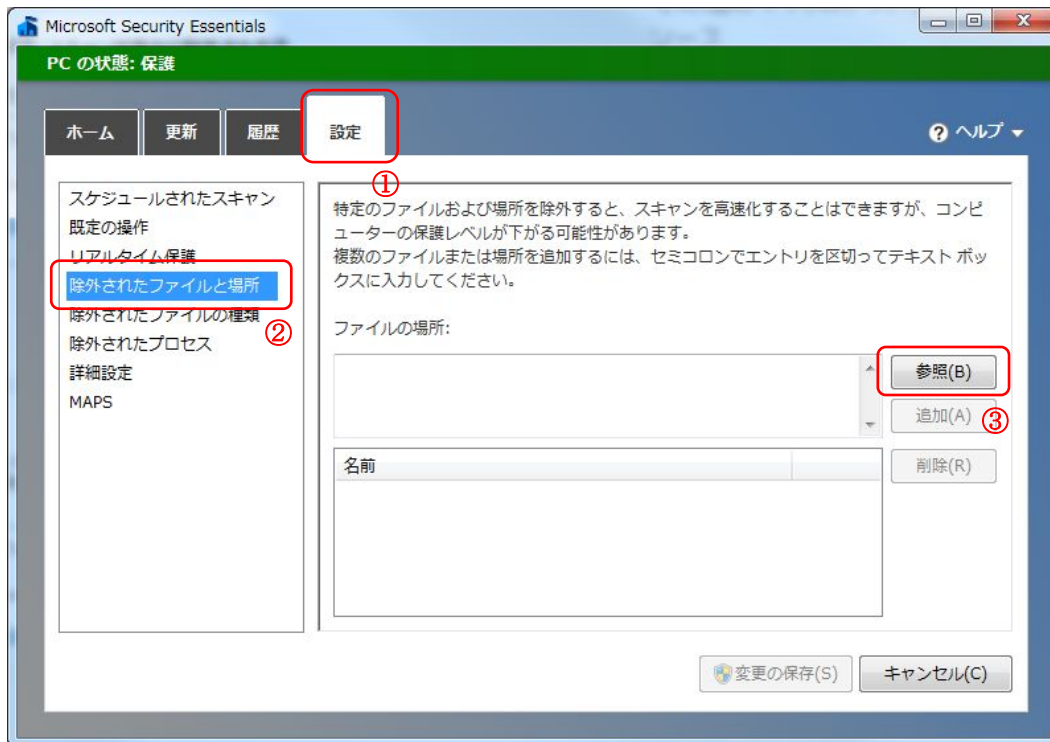 Microsoft Security Essentials
PC の状態: 保護
ホーム
更新
履歴
設定
ヘルプ
①
スケジュールされたスキャン
既定の操作
リアルタイム保護
除外されたファイルと場所
除外されたファイルの種類
②
除外されたプロセス
詳細設定
MAPS
特定のファイルおよび場所を除外すると、スキャンを高速化することはできますが、コンピ
ューターの保護レベルが下がる可能性があります。
複数のファイルまたは場所を追加するには、セミコロンでエントリを区切ってテキスト ボッ
クスに入力してください。
ファイルの場所:
参照(B)
追加(A)
③
名前
削除(R)
変更の保存(S)
キャンセル(C)